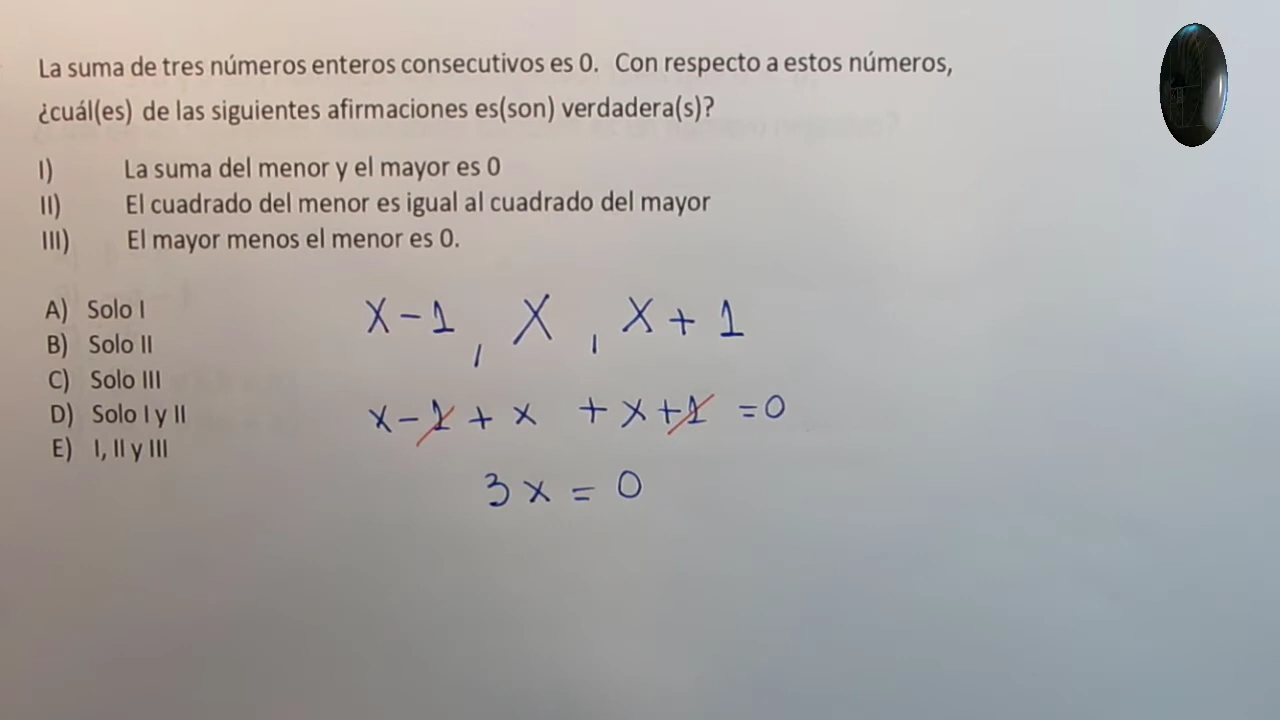 La suma de tres números enteros consecutivos es 0. Con respecto a estos números,
¿cuál(es) de las siguientes afirmaciones es(son) verdadera(s)?
I) La suma del menor y el mayor es 0
II) El cuadrado del menor es igual al cuadrado del mayor
III) El mayor menos el menor es 0.
A) Solo I
B) Solo II
C) Solo III
D) Solo I y II
E) I, II y III
X - 1 , X , X + 1
x - 1 + x + x + 1 = 0
3x = 0